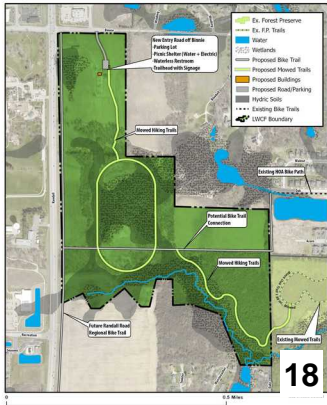 New Entry Road off Binnie
-Parking Lot
-Picnic Shelter (Water + Electric)
-Waterless Restroom
-Trailhead with Signage
Ex. Forest Preserve
Ex. F.P. Trails
Water
Wetlands
Proposed Bike Trail
Proposed Mowed Trails
Proposed Buildings
Proposed Road/Parking
Hydric Soils
Existing Bike Trails
LWCF Boundary
Mowed Hiking Trails
Existing HOA Bike Path
Randall
Potential Bike Trail
Connection
Mowed Hiking Trails
Future Randall Road
Regional Bike Trail
Existing Mowed Trails
18
0
0.5 Miles